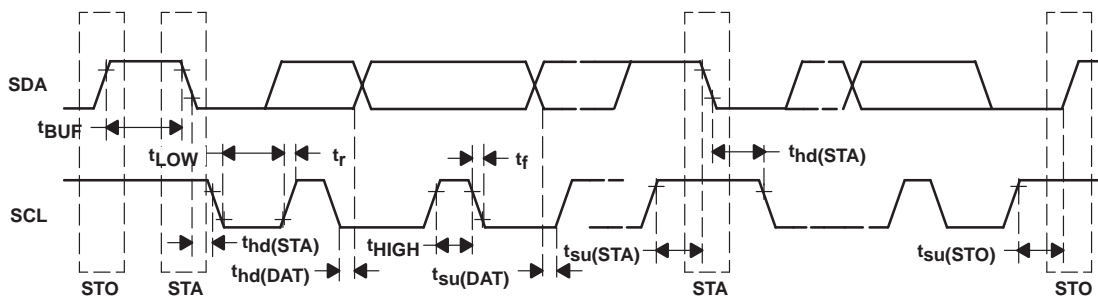 SDA
tBUF
tLOW
tr
tf
thd(STA)
SCL
thd(STA)
thd(DAT)
tHIGH
tsu(DAT)
tsu(STA)
tsu(STO)
STO
STA
STA
STO